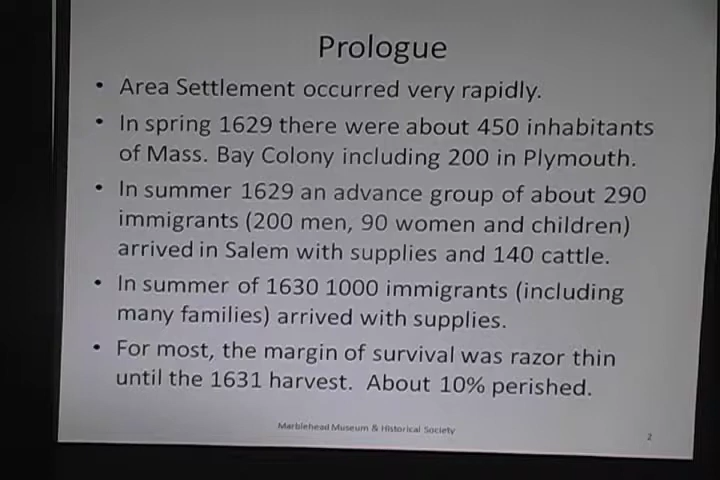 Prologue
• Area Settlement occurred very rapidly.
• In spring 1629 there were about 450 inhabitants
of Mass. Bay Colony including 200 in Plymouth.
• In summer 1629 an advance group of about 290
immigrants (200 men, 90 women and children)
arrived in Salem with supplies and 140 cattle.
• In summer of 1630 1000 immigrants (including
many families) arrived with supplies.
• For most, the margin of survival was razor thin
until the 1631 harvest.  About 10% perished.
Marblehead Museum & Historical Society
2